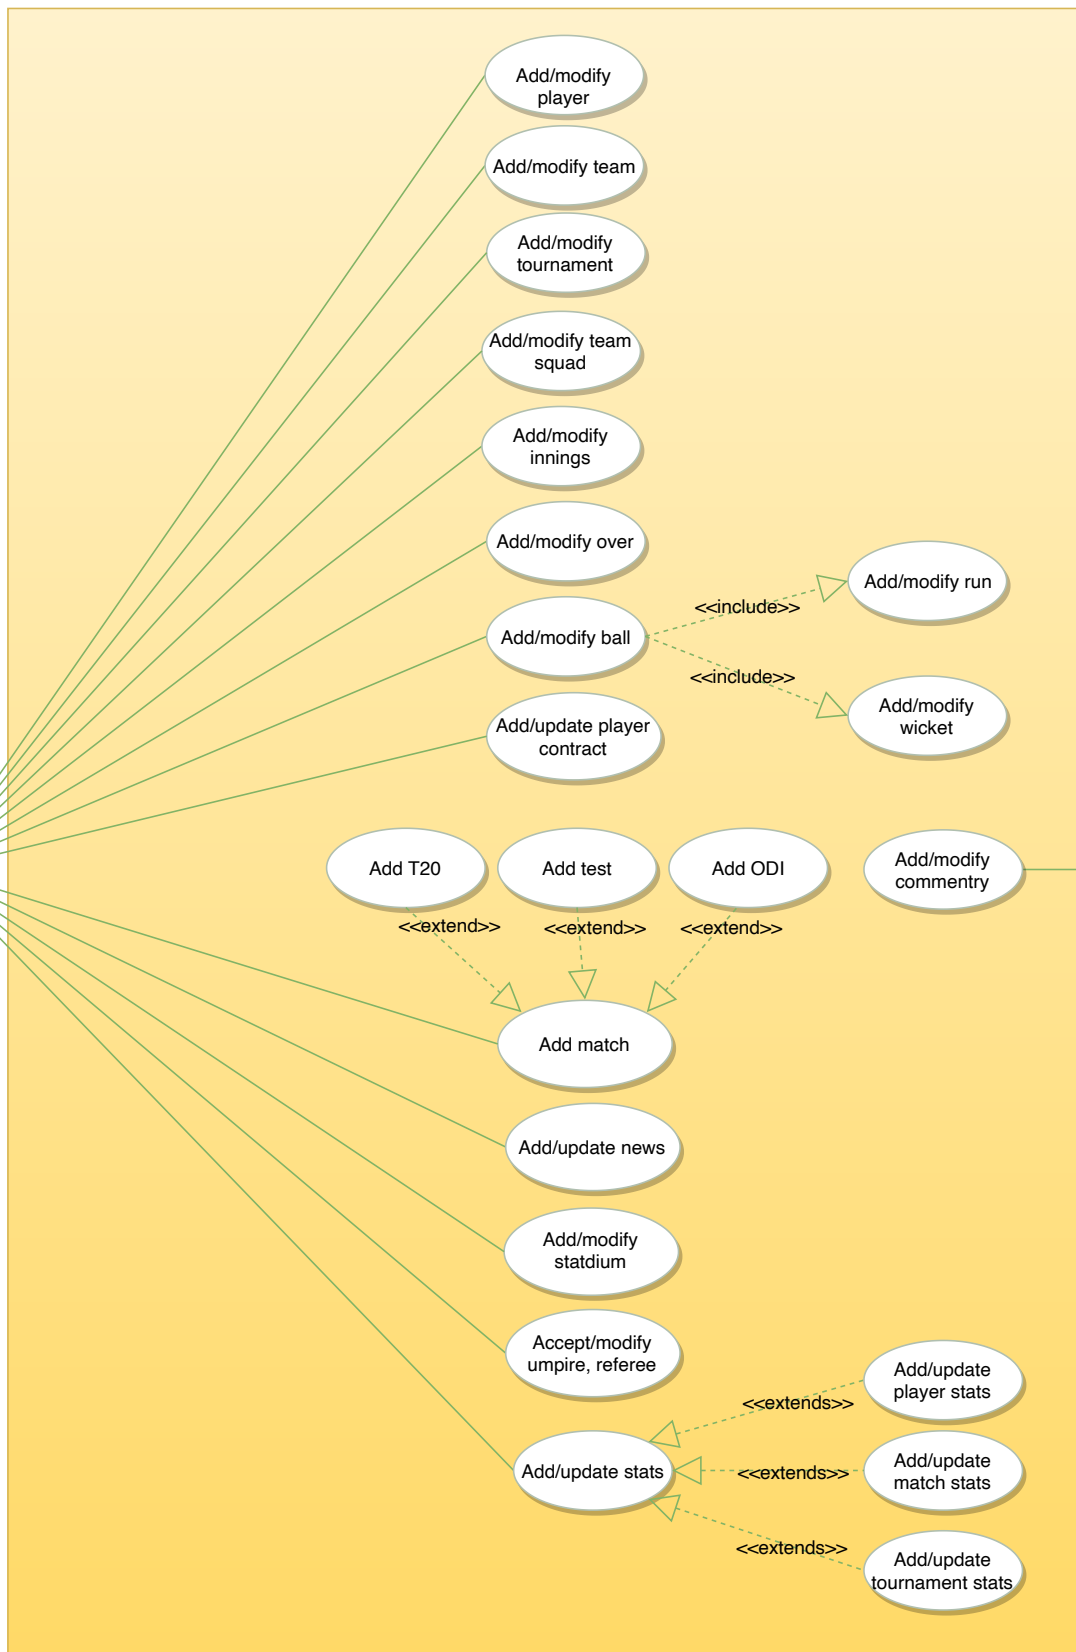 Add/modify
player
Add/modify team
Add/modify
tournament
Add/modify team
squad
Add/modify
innings
Add/modify over
Add/modify run
<<include>>
Add/modify ball
<<include>>
Add/modify
wicket
Add/update player
contract
Add T20
Add test
Add ODI
Add/modify
commentry
<<extend>>
<<extend>>
<<extend>>
Add match
Add/update news
Add/modify
statdium
Accept/modify
umpire, referee
Add/update
player stats
<<extends>>
Add/update stats
<<extends>>
Add/update
match stats
<<extends>>
Add/update
tournament stats